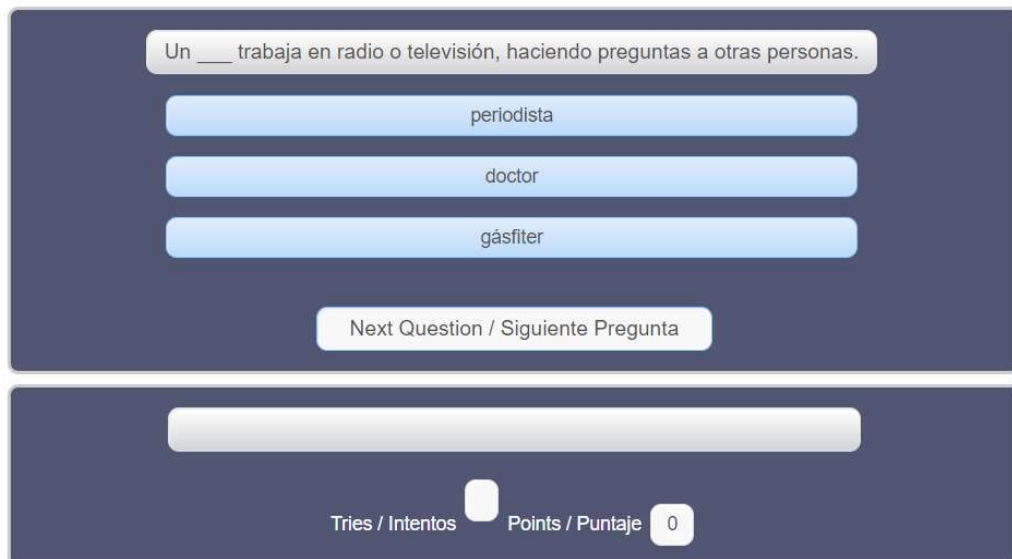 Un ___ trabaja en radio o televisión, haciendo preguntas a otras personas.
periodista
doctor
gásfiter
Next Question / Siguiente Pregunta
Tries / Intentos Points / Puntaje 0